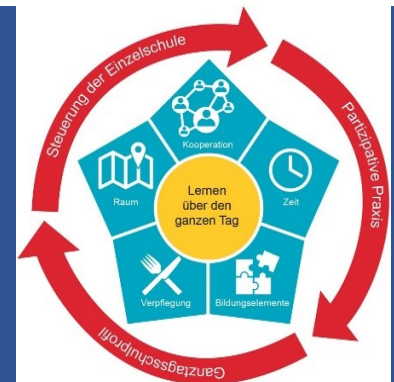 Steuerung der Einzelschule
Partizipative Praxis
Ganztagsschulprofil
Kooperation
Raum
Zeit
Lernen
über den
ganzen Tag
Verpflegung
Bildungselemente